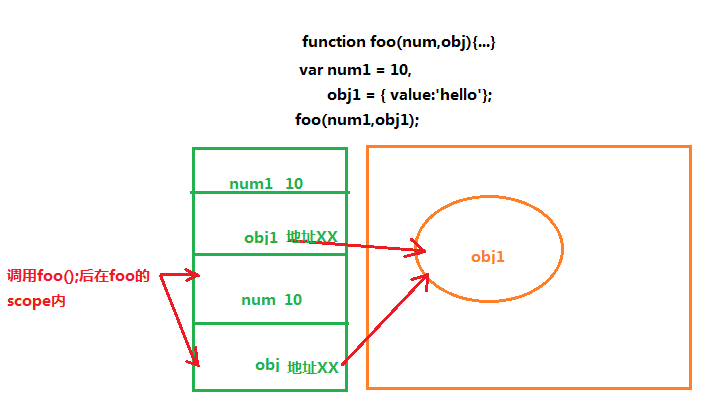 function foo(num,obj){...}
var num1 = 10,
obj1 = { value:'hello'};
foo(num1,obj1);
num1 10
obj1 地址XX
obj1
调用foo();后在foo的
scope内
num 10
obj 地址XX